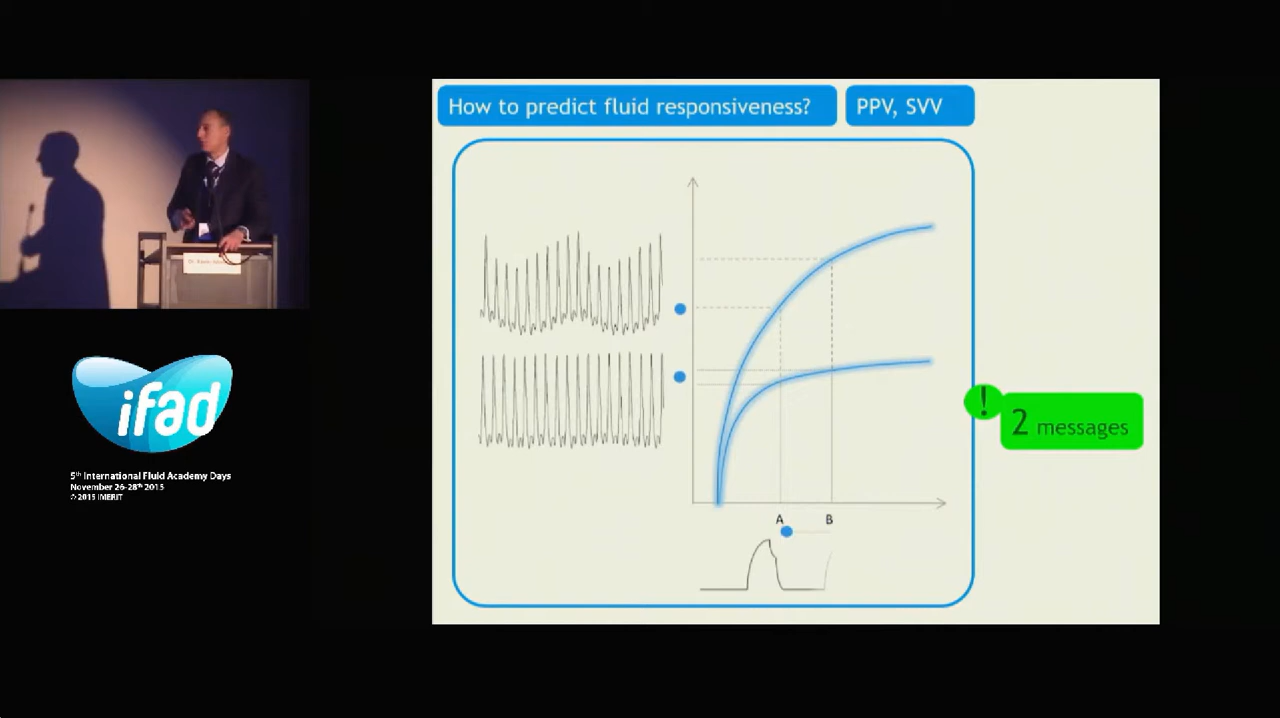 How to predict fluid responsiveness?
PPV, SVV
!
2 messages
A
B
ifad
5th International Fluid Academy Days
November 26-28th 2015
© 2015 IMERIT
Dr.